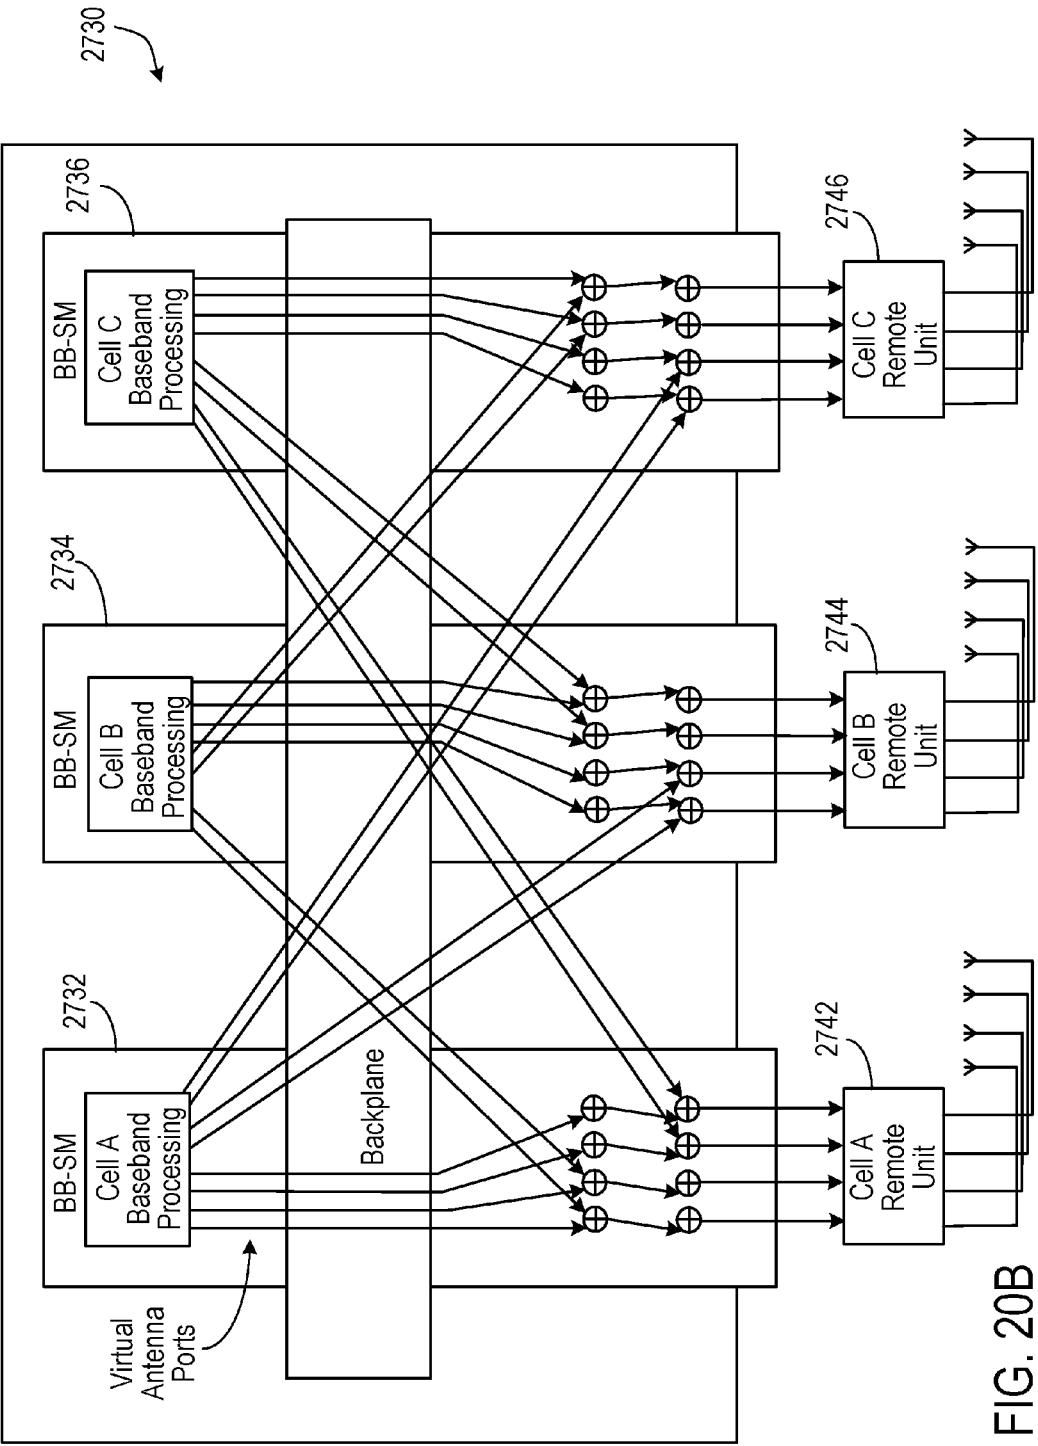 2730
2732
2734
2736
BB-SM
Cell A
Baseband
Processing
BB-SM
Cell B
Baseband
Processing
BB-SM
Cell C
Baseband
Processing
Virtual
Antenna
Ports
Backplane
2742
2744
2746
Cell A
Remote
Unit
Cell B
Remote
Unit
Cell C
Remote
Unit
FIG. 20B